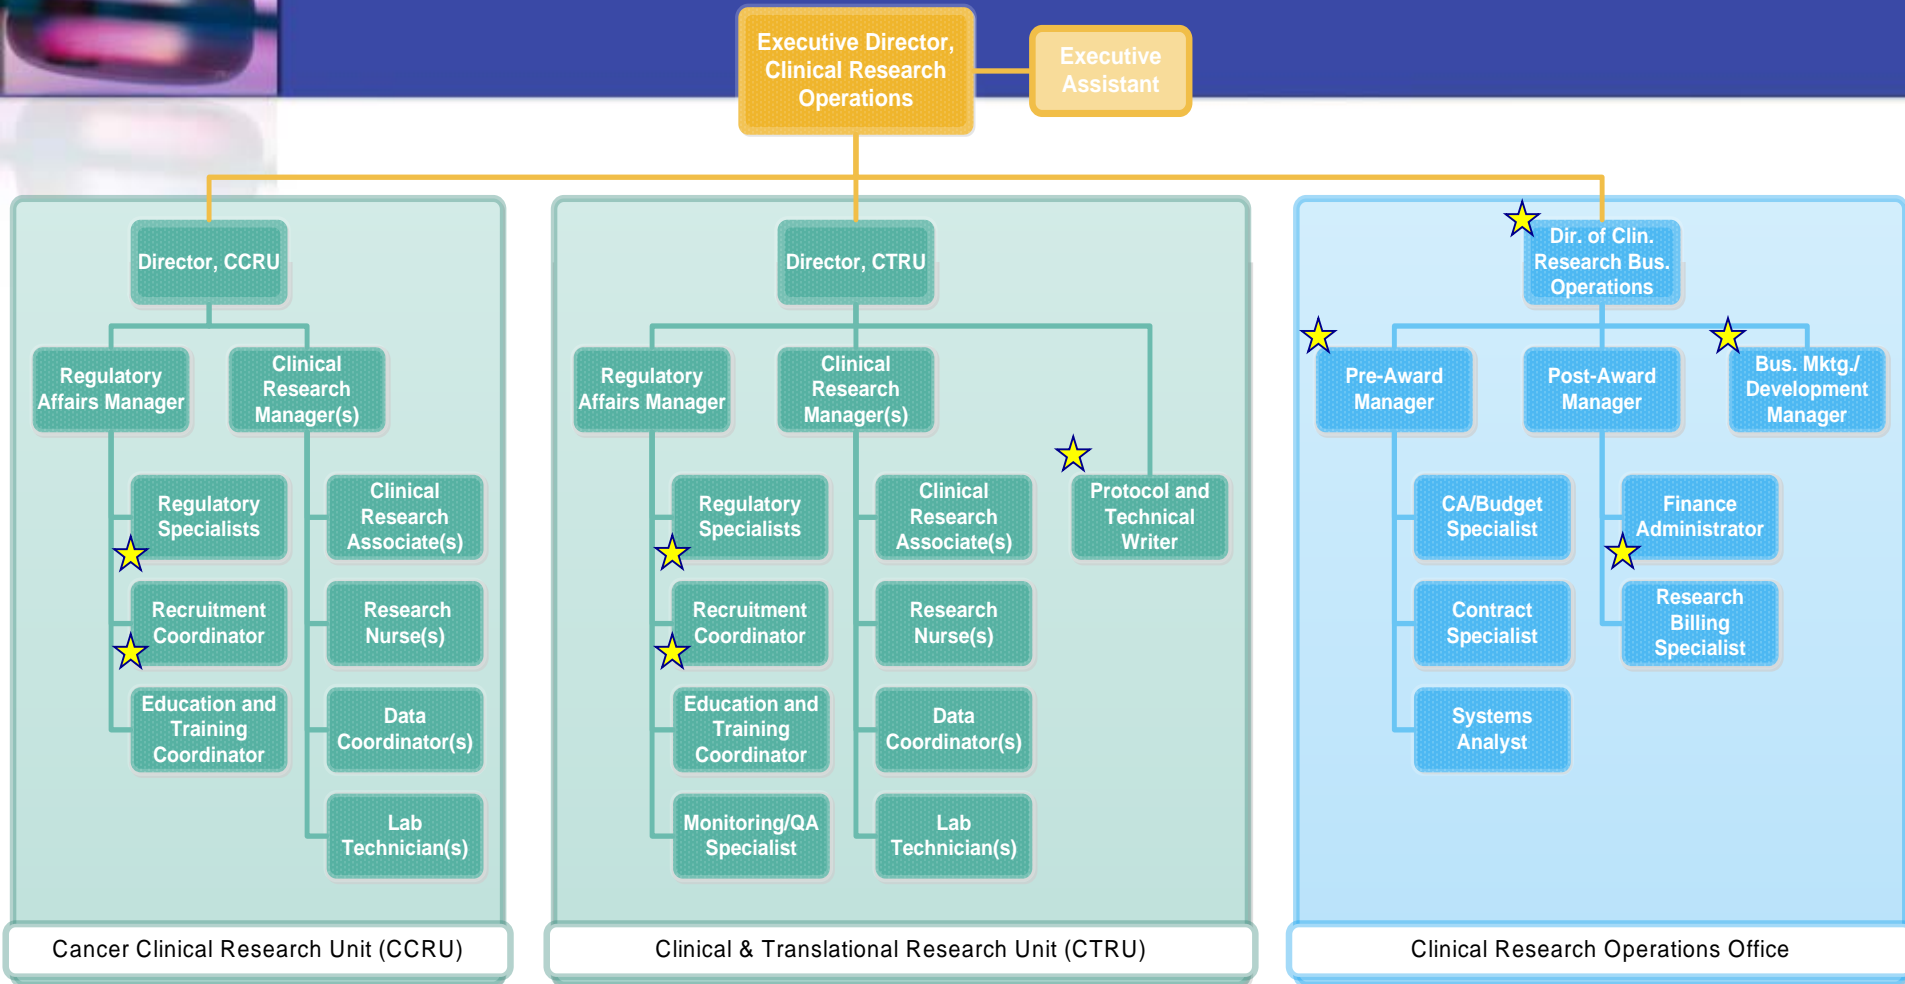 Executive Director,
Clinical Research
Operations
Executive
Assistant
Director, CCRU
Regulatory
Affairs Manager
Clinical
Research
Manager(s)
Regulatory
Specialists
Recruitment
Coordinator
Education and
Training
Coordinator
Clinical
Research
Associate(s)
Research
Nurse(s)
Data
Coordinator(s)
Lab
Technician(s)
Cancer Clinical Research Unit (CCRU)
Director, CTRU
Regulatory
Affairs Manager
Clinical
Research
Manager(s)
Regulatory
Specialists
Recruitment
Coordinator
Education and
Training
Coordinator
Monitoring/QA
Specialist
Clinical
Research
Associate(s)
Research
Nurse(s)
Data
Coordinator(s)
Lab
Technician(s)
Protocol and
Technical
Writer
Clinical & Translational Research Unit (CTRU)
Dir. of Clin.
Research Bus.
Operations
Pre-Award
Manager
Post-Award
Manager
Bus. Mktg./
Development
Manager
CA/Budget
Specialist
Contract
Specialist
Systems
Analyst
Finance
Administrator
Research
Billing
Specialist
Clinical Research Operations Office